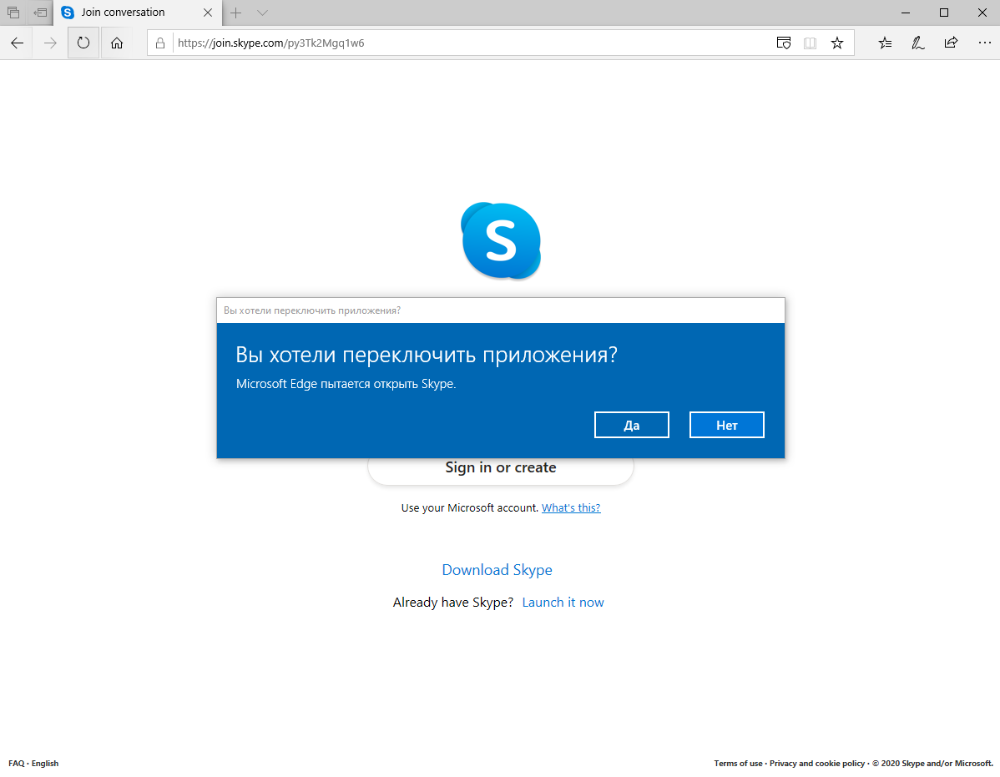 Join conversation
https://join.skype.com/py3Tk2Mgq1w6
S
Вы хотели переключить приложения?
Вы хотели переключить приложения?
Microsoft Edge пытается открыть Skype.
Да Нет
Sign in or create
Use your Microsoft account. What's this?
Download Skype
Already have Skype? Launch it now
FAQ · English Terms of use · Privacy and cookie policy · © 2020 Skype and/or Microsoft.